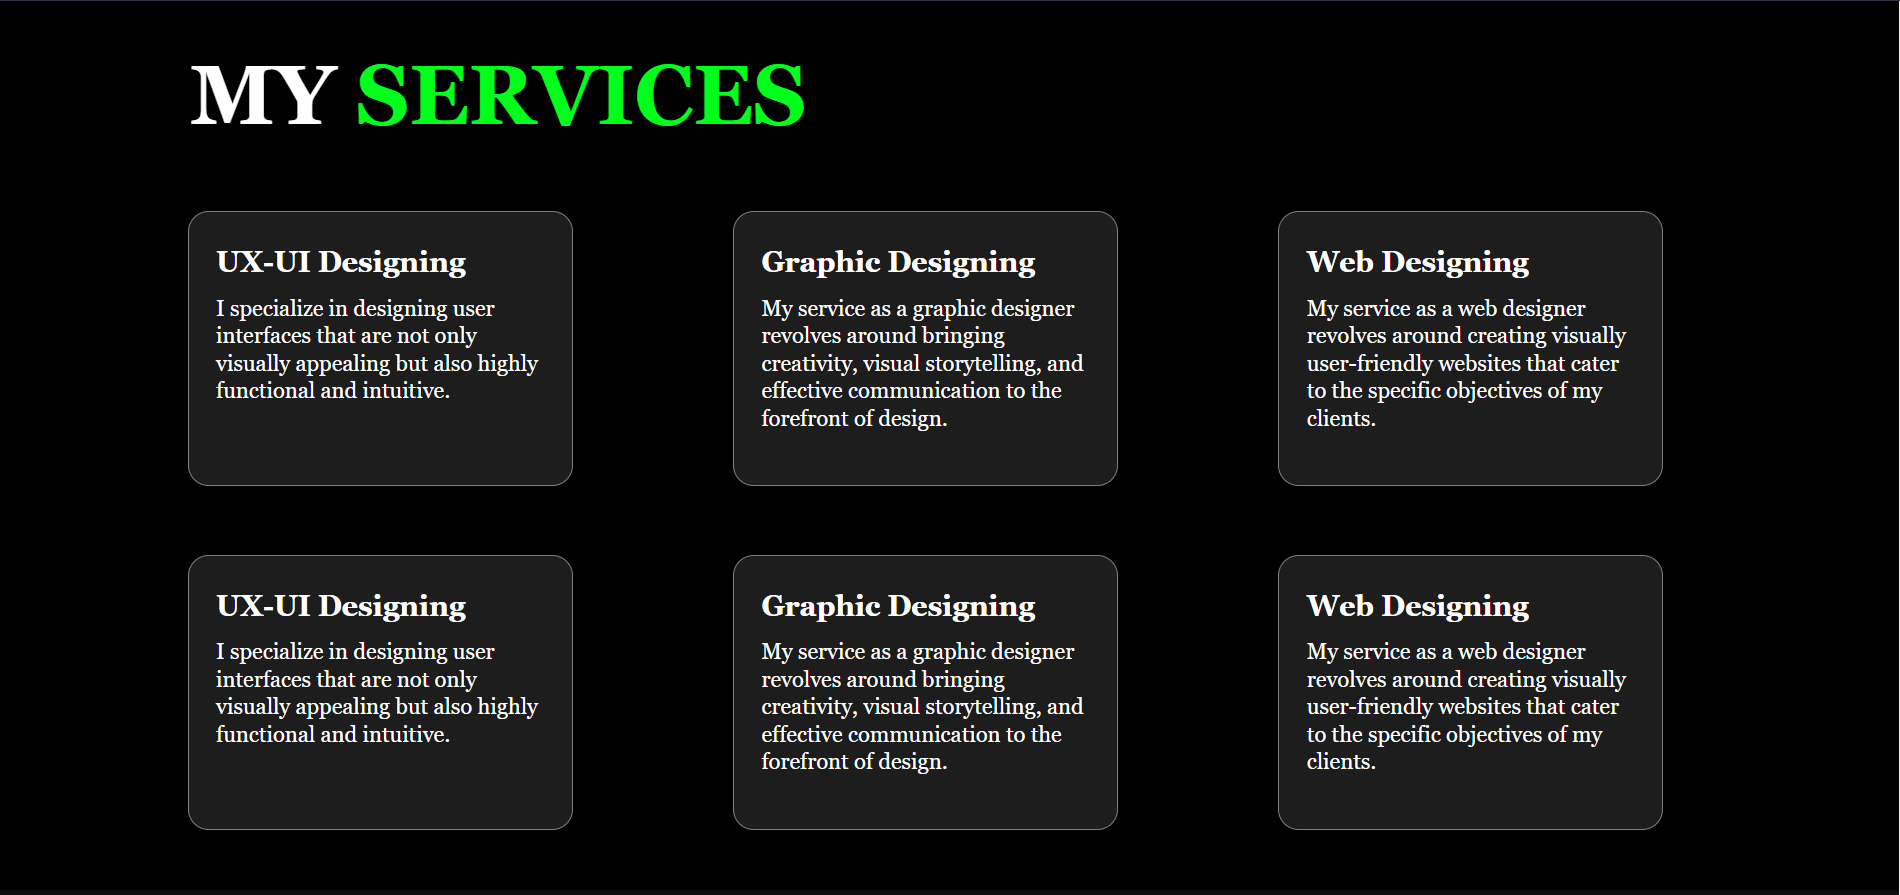 MY SERVICES
UX-UI Designing
I specialize in designing user
interfaces that are not only
visually appealing but also highly
functional and intuitive.
Graphic Designing
My service as a graphic designer
revolves around bringing
creativity, visual storytelling, and
effective communication to the
forefront of design.
Web Designing
My service as a web designer
revolves around creating visually
user-friendly websites that cater
to the specific objectives of my
clients.
UX-UI Designing
I specialize in designing user
interfaces that are not only
visually appealing but also highly
functional and intuitive.
Graphic Designing
My service as a graphic designer
revolves around bringing
creativity, visual storytelling, and
effective communication to the
forefront of design.
Web Designing
My service as a web designer
revolves around creating visually
user-friendly websites that cater
to the specific objectives of my
clients.